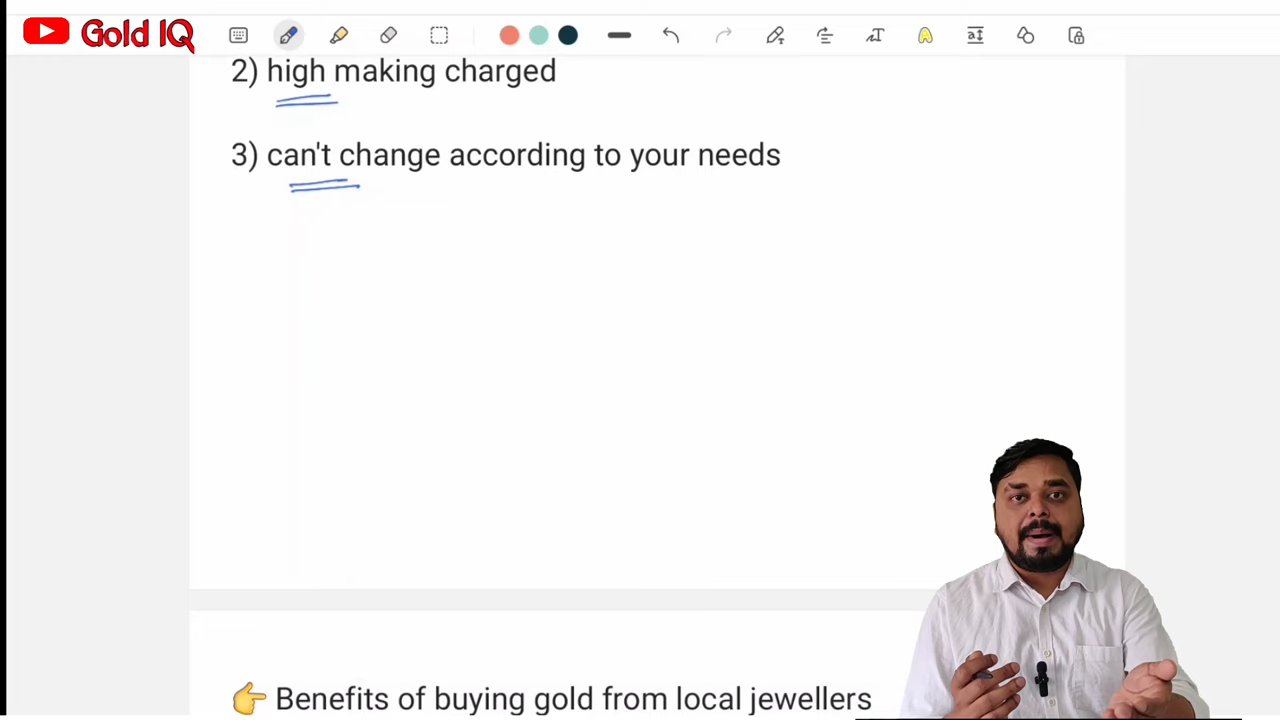 Gold IQ
2) high making charged
3) can't change according to your needs
👉 Benefits of buying gold from local jewellers